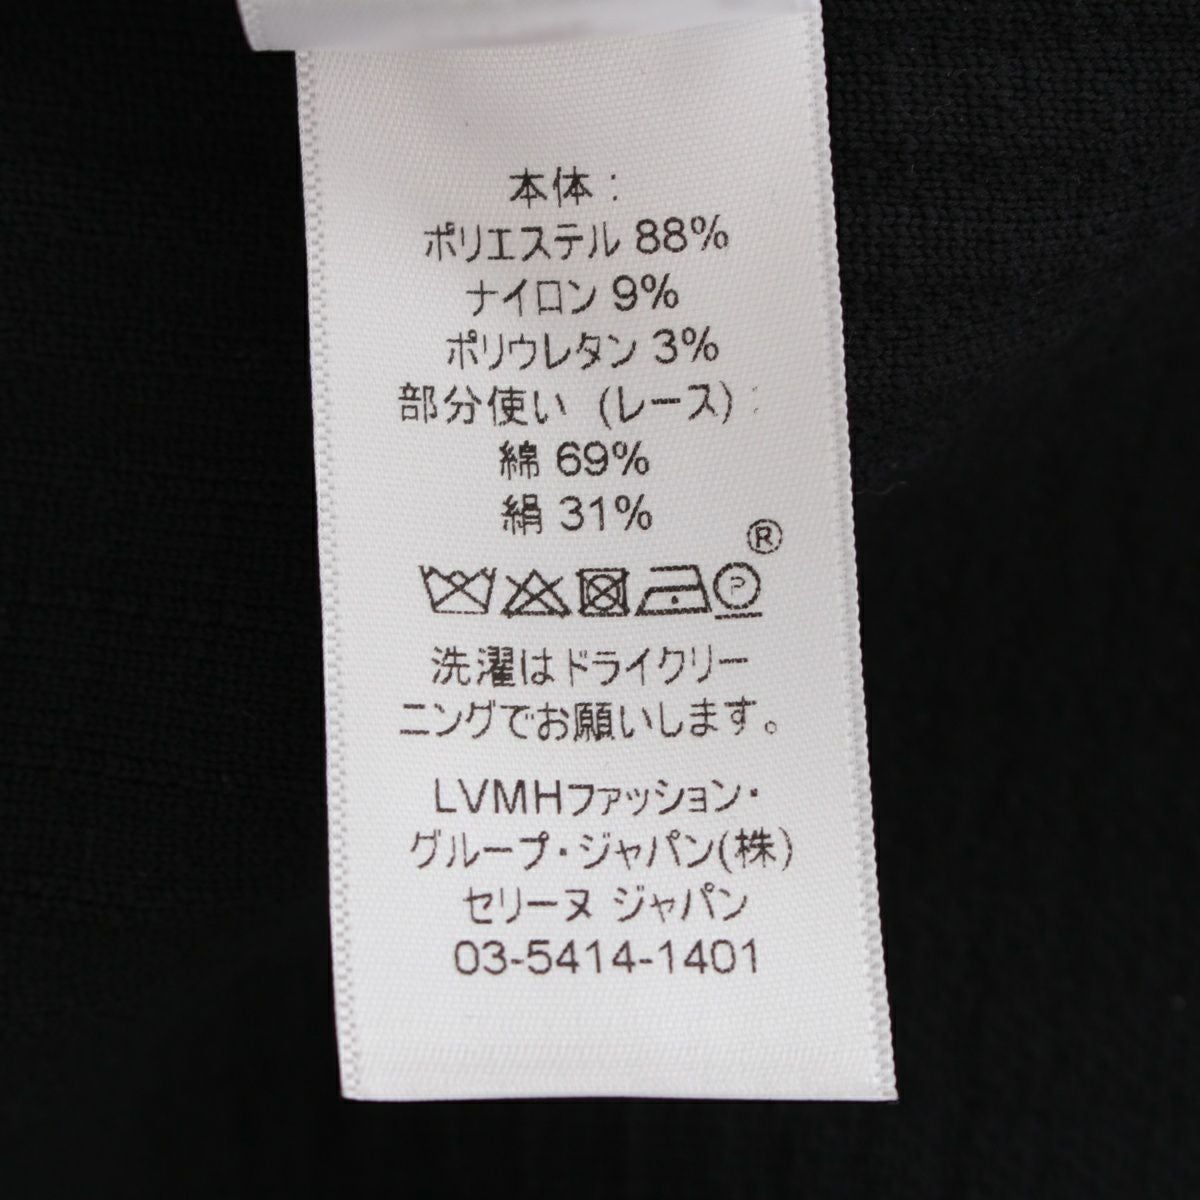 本体：
ポリエステル 88%
ナイロン 9%
ポリウレタン 3%
部分使い （レース）：
綿 69%
絹 31%
®
P
洗濯はドライクリー
ニングでお願いします。
LVMHファッション・
グループ・ジャパン(株)
セリーヌ ジャパン
03-5414-1401